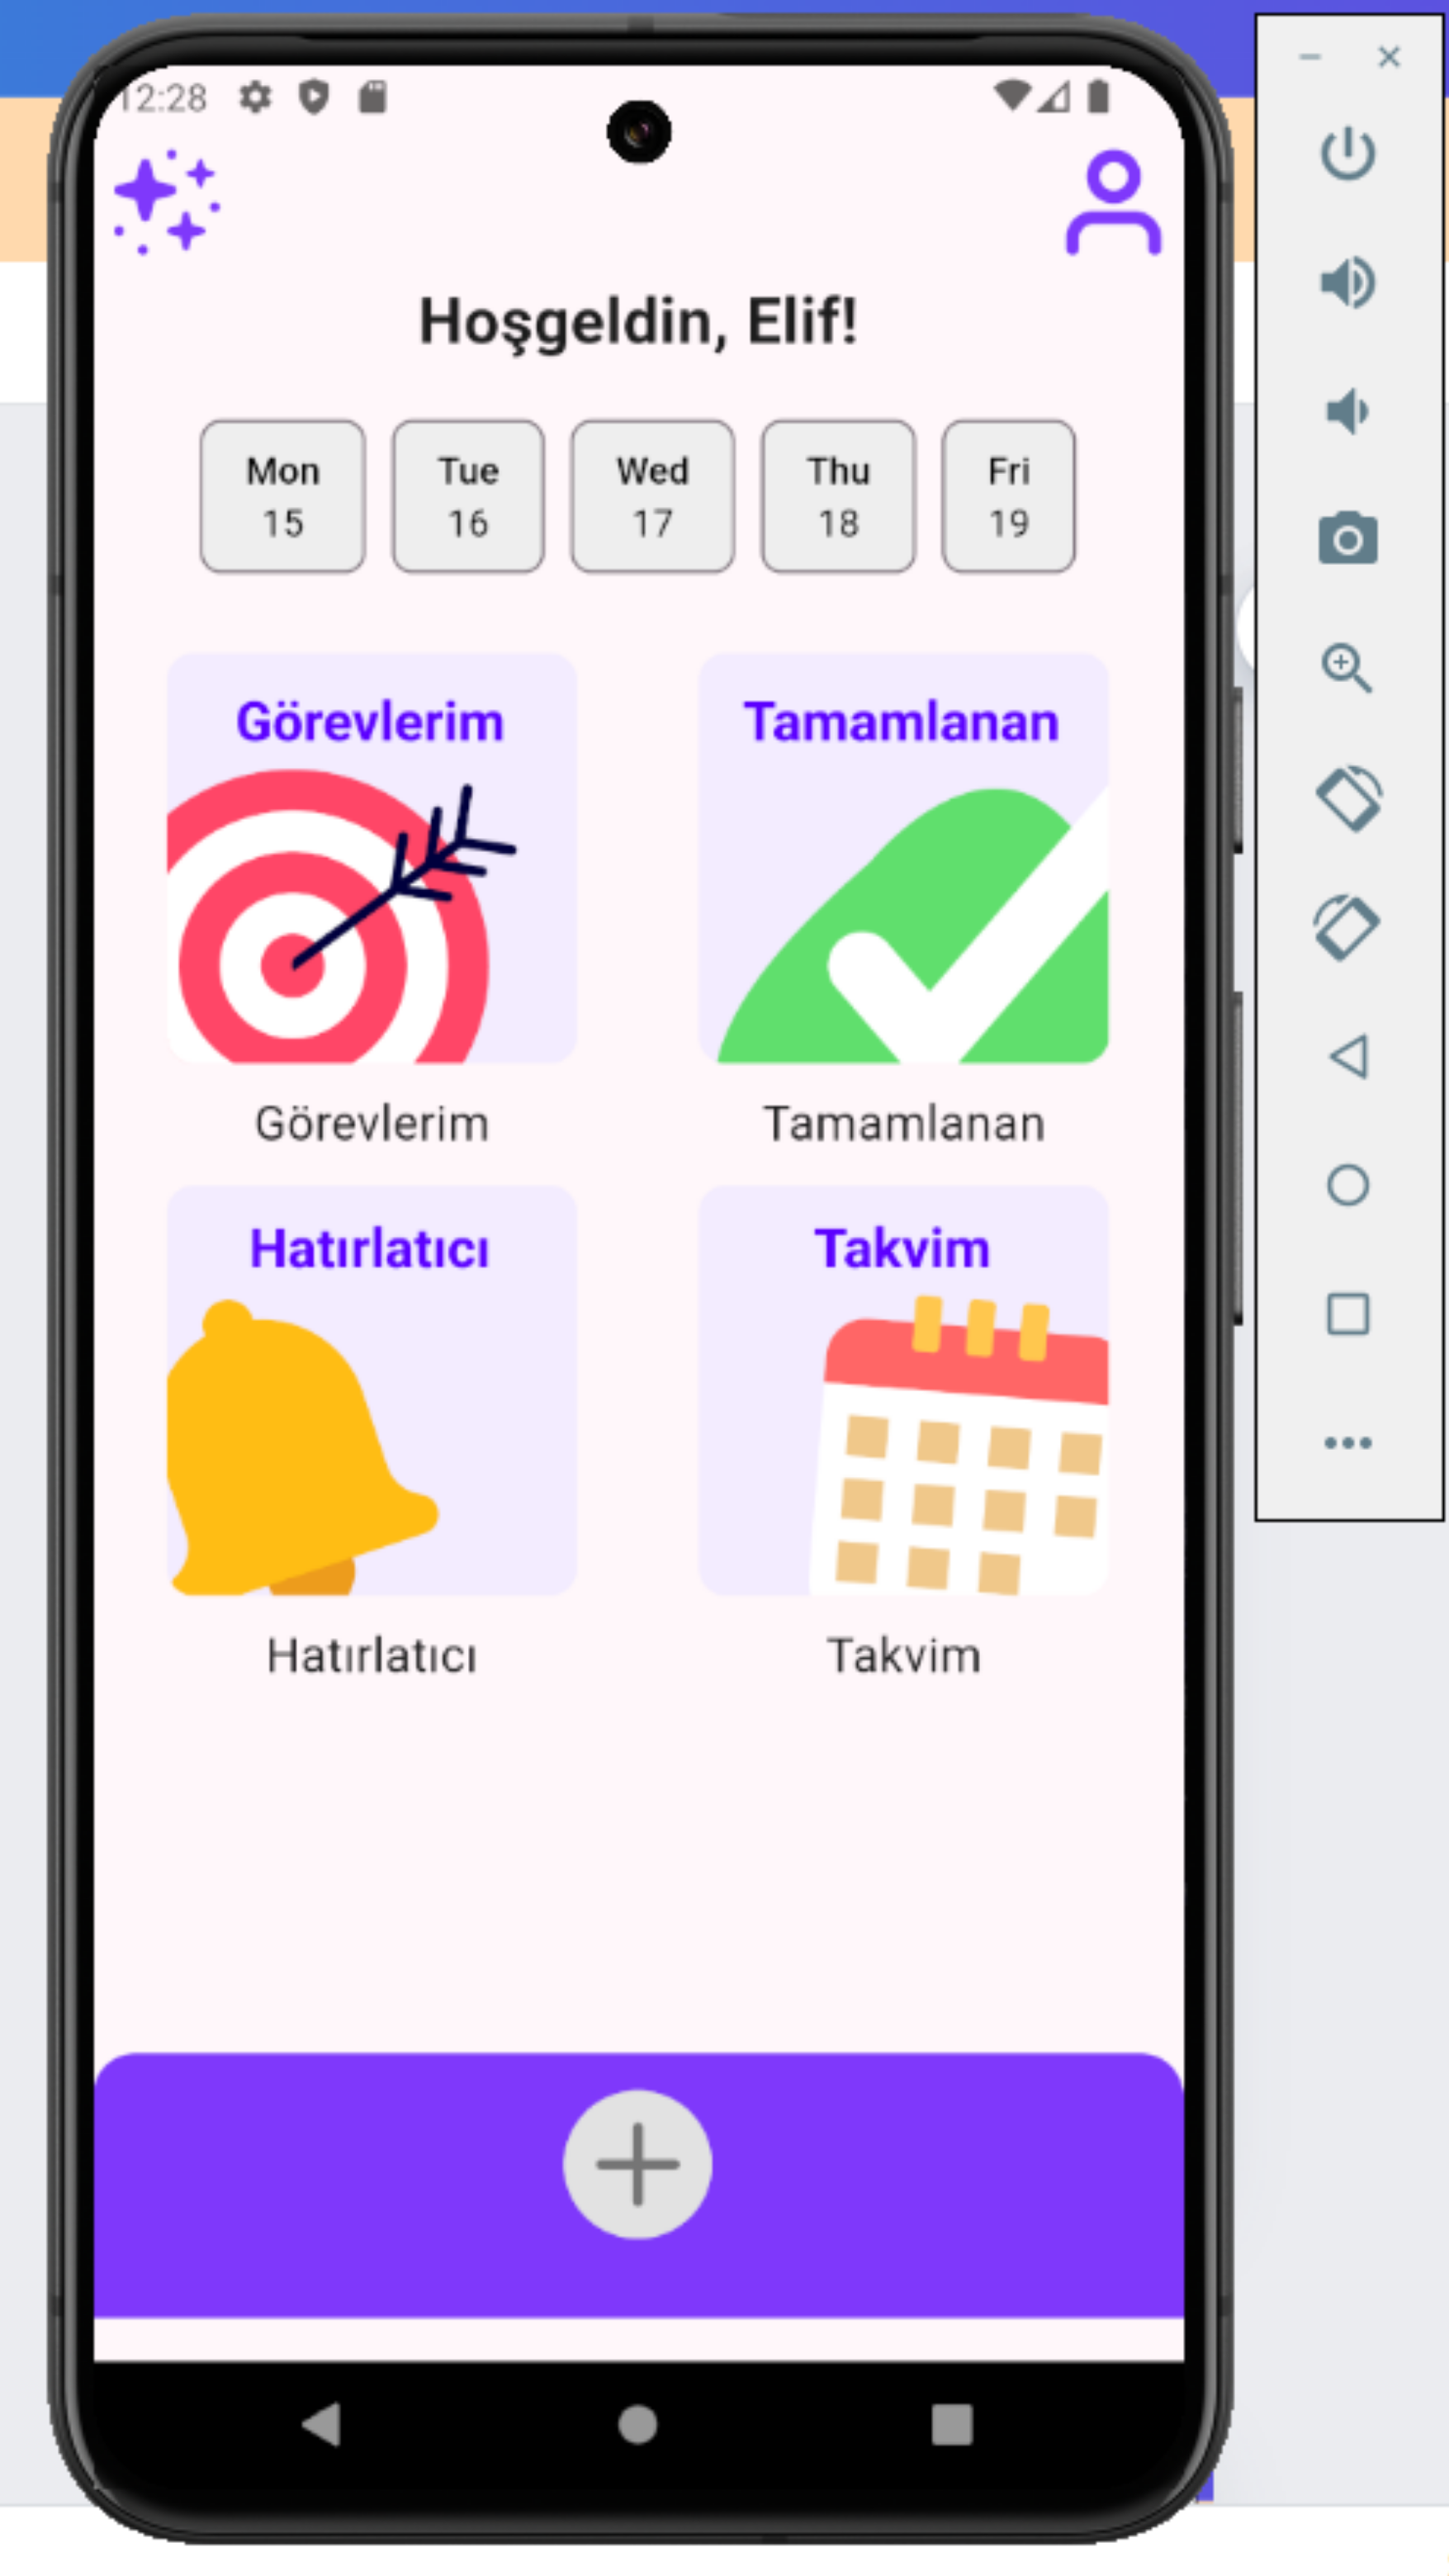 12:28
Hoşgeldin, Elif!
Mon Tue Wed Thu Fri
15 16 17 18 19
Görevlerim Tamamlanan
Görevlerim Tamamlanan
Hatırlatıcı Takvim
Hatırlatıcı Takvim